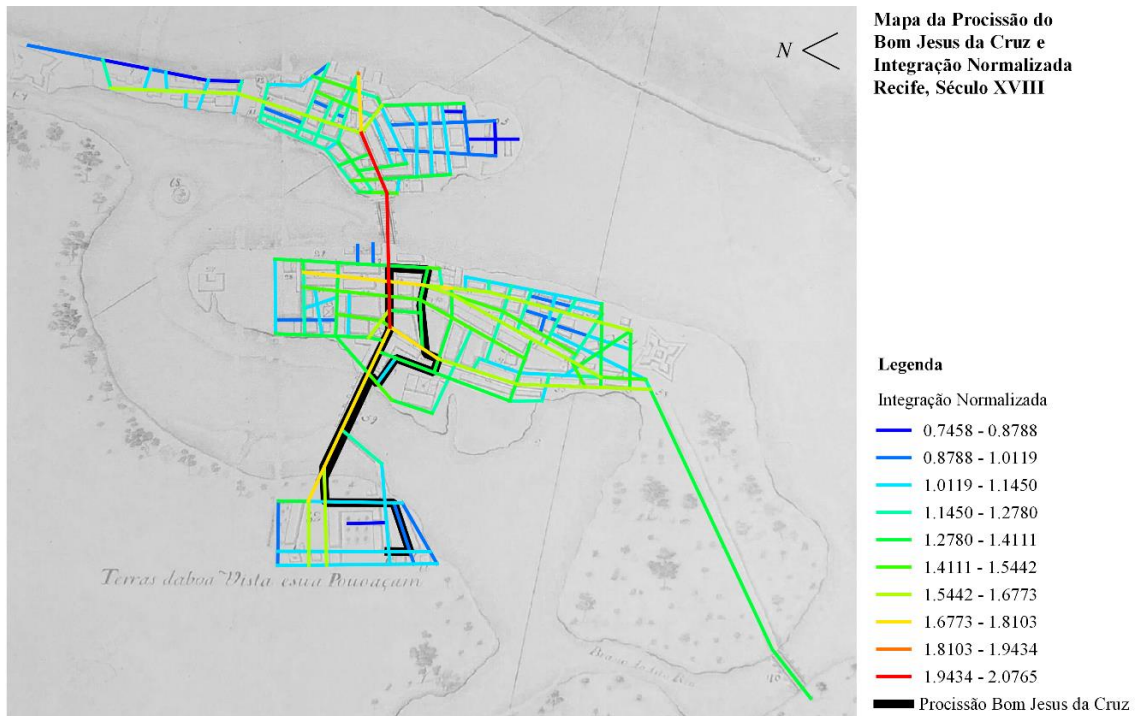 Mapa da Procissão do
Bom Jesus da Cruz e
Integração Normalizada
Recife, Século XVIII
N
Terras daboa Vista esua Pouoaçam
Legenda
Integração Normalizada
0.7458 - 0.8788
0.8788 - 1.0119
1.0119 - 1.1450
1.1450 - 1.2780
1.2780 - 1.4111
1.4111 - 1.5442
1.5442 - 1.6773
1.6773 - 1.8103
1.8103 - 1.9434
1.9434 - 2.0765
Procissão Bom Jesus da Cruz